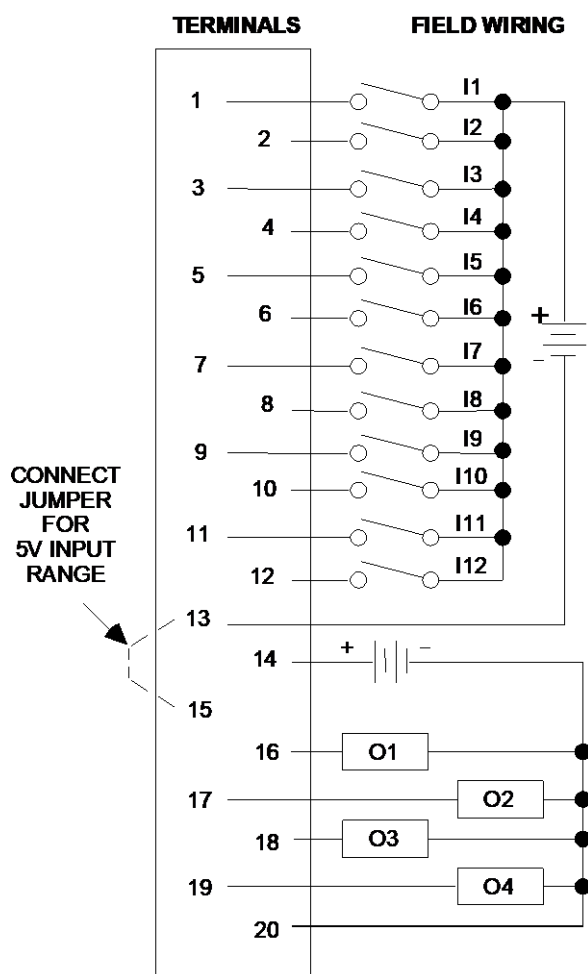 TERMINALS FIELD WIRING
1 I1
2 I2
3 I3
4 I4
5 I5
6 I6
+
7 I7
-
8 I8
9 I9
10 I10
11 I11
12 I12
CONNECT
JUMPER
FOR
5V INPUT
RANGE
13
14 + -
15
16 O1
17 O2
18 O3
19 O4
20